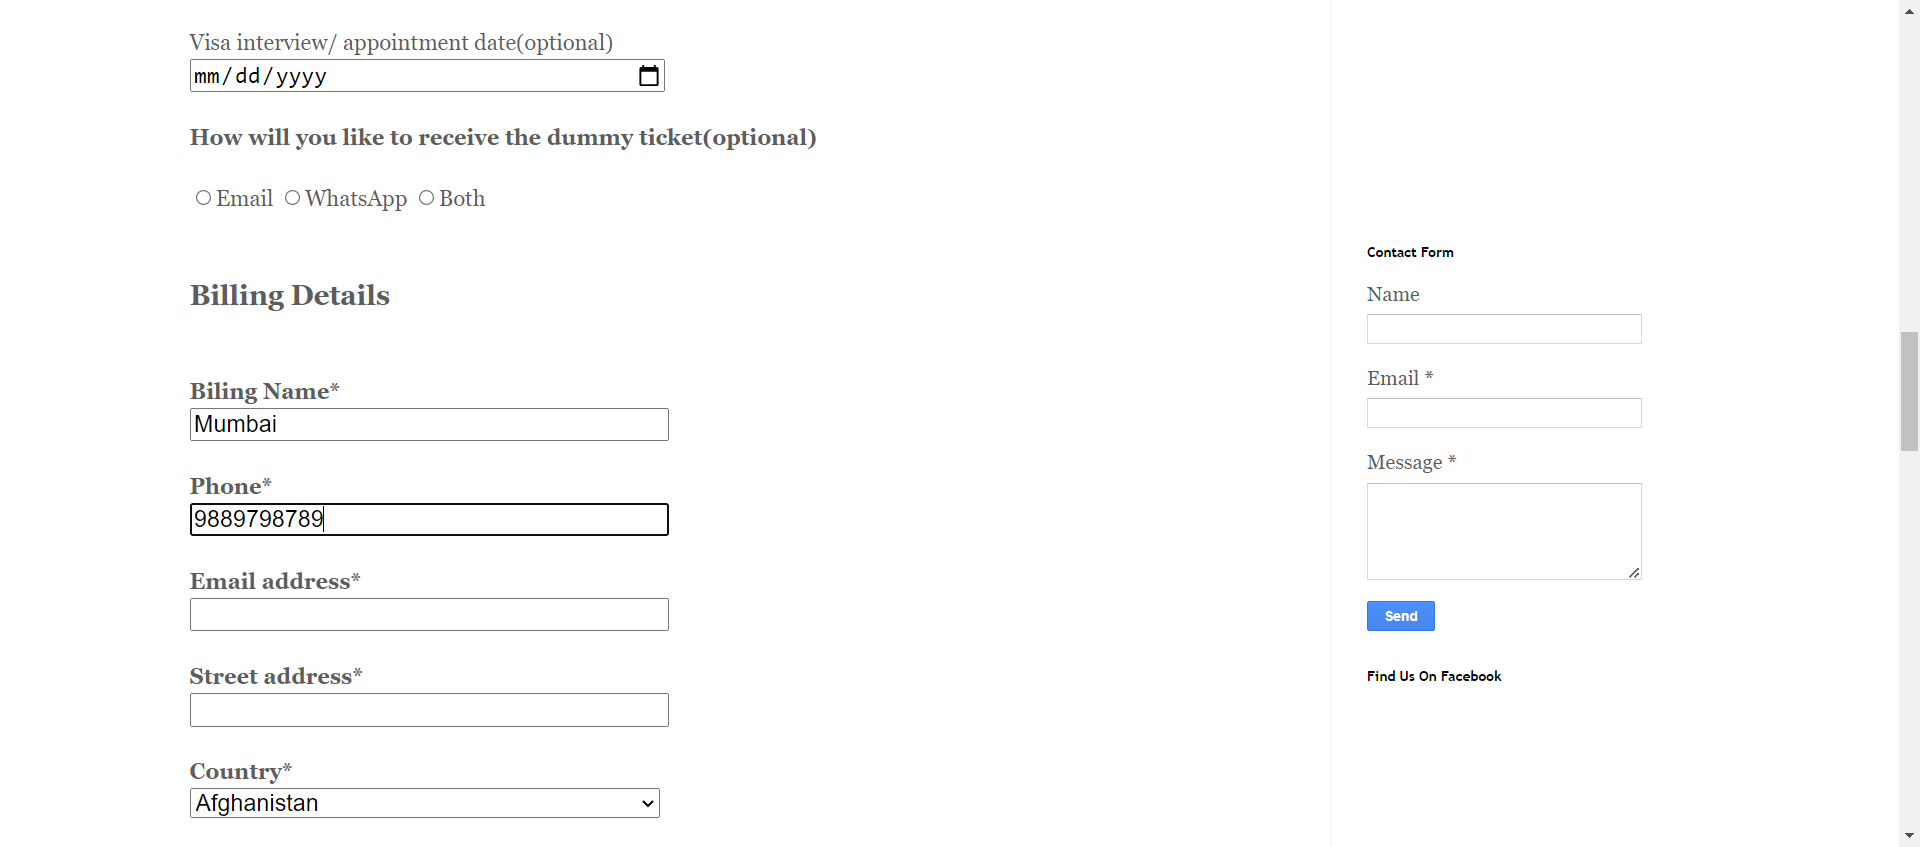 Visa interview/ appointment date(optional)
mm/dd/yyyy
How will you like to receive the dummy ticket(optional)
Email WhatsApp Both
Billing Details
Biling Name*
Mumbai
Phone*
9889798789
Email address*
Street address*
Country*
Afghanistan
Contact Form
Name
Email *
Message *
Send
Find Us On Facebook